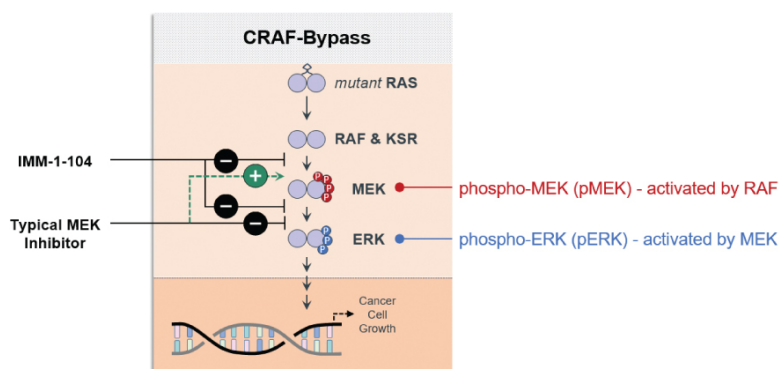 CRAF-Bypass
mutant RAS
RAF & KSR
IMM-1-104
−
+
P
P
P
P
MEK
phospho-MEK (pMEK) - activated by RAF
−
Typical MEK
Inhibitor
−
P
P
P
ERK
phospho-ERK (pERK) - activated by MEK
Cancer
Cell
Growth